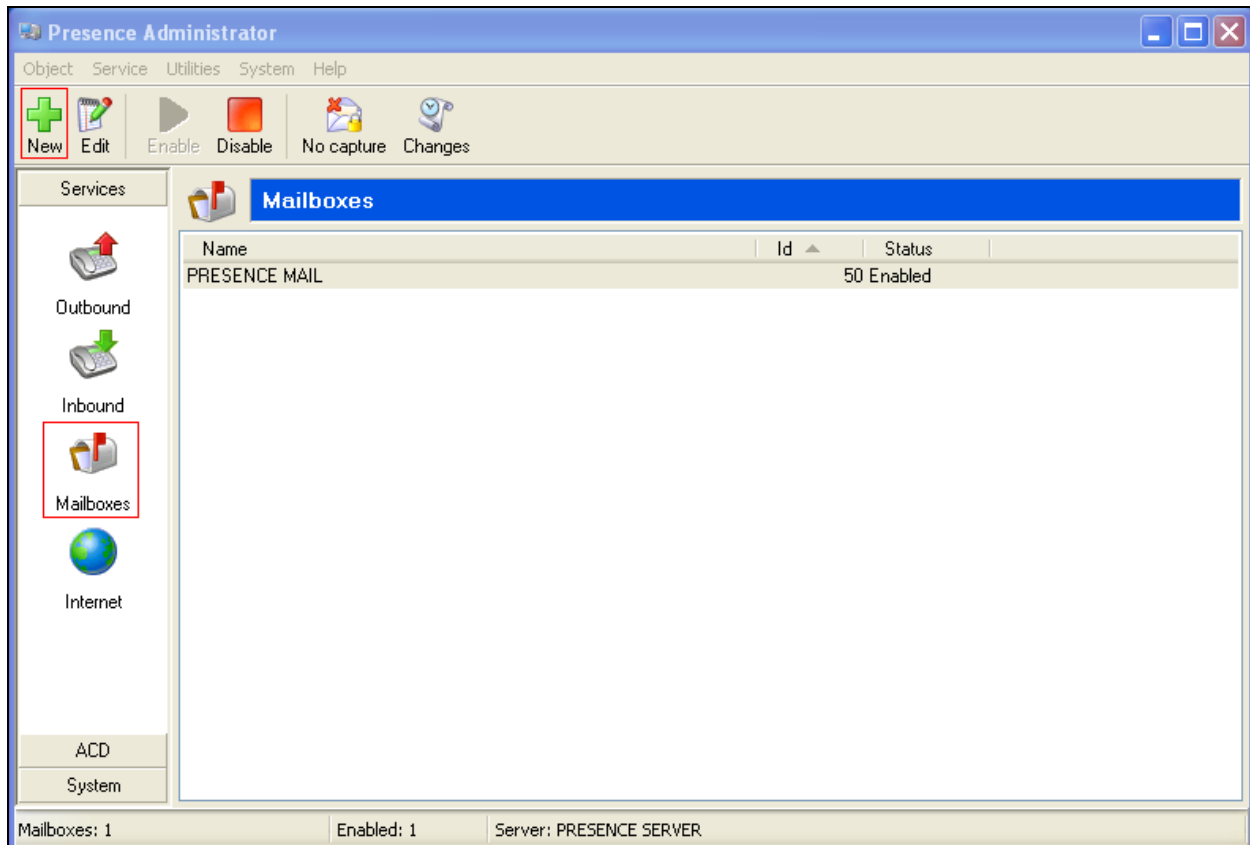 Presence Administrator
Object Service Utilities System Help
New Edit Enable Disable No capture Changes
Services
Mailboxes
Name Id Status
PRESENCE MAIL 50 Enabled
Outbound
Inbound
Mailboxes
Internet
ACD
System
Mailboxes: 1 Enabled: 1 Server: PRESENCE SERVER